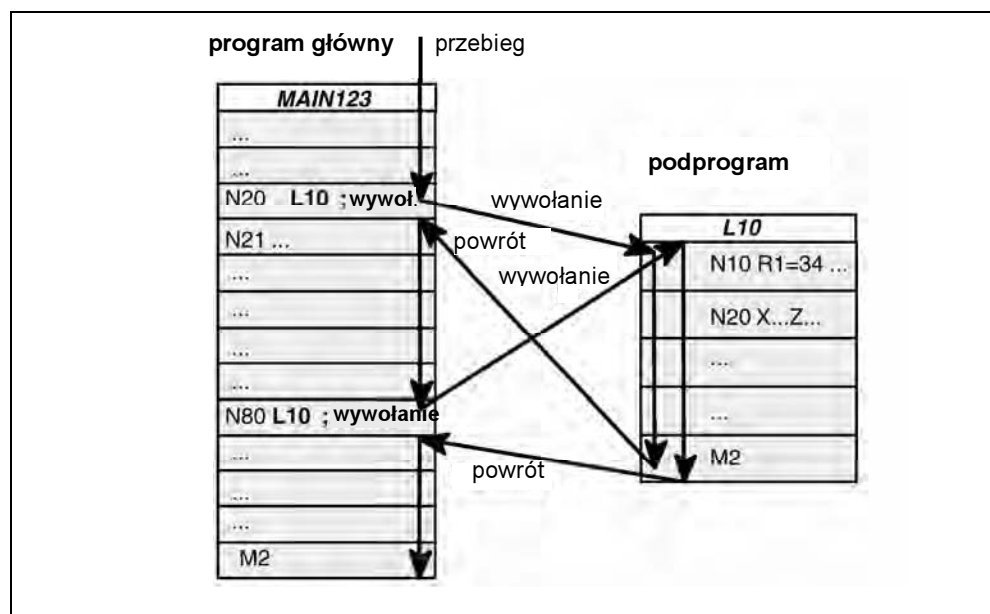 program główny
przebieg
MAIN123
...
...
N20 L10 ; wywoł.
N21 ...
...
...
...
...
N80 L10 ; wywołanie
...
...
...
M2
wywołanie
powrót
wywołanie
powrót
podprogram
L10
N10 R1=34 ...
N20 X...Z...
...
...
M2